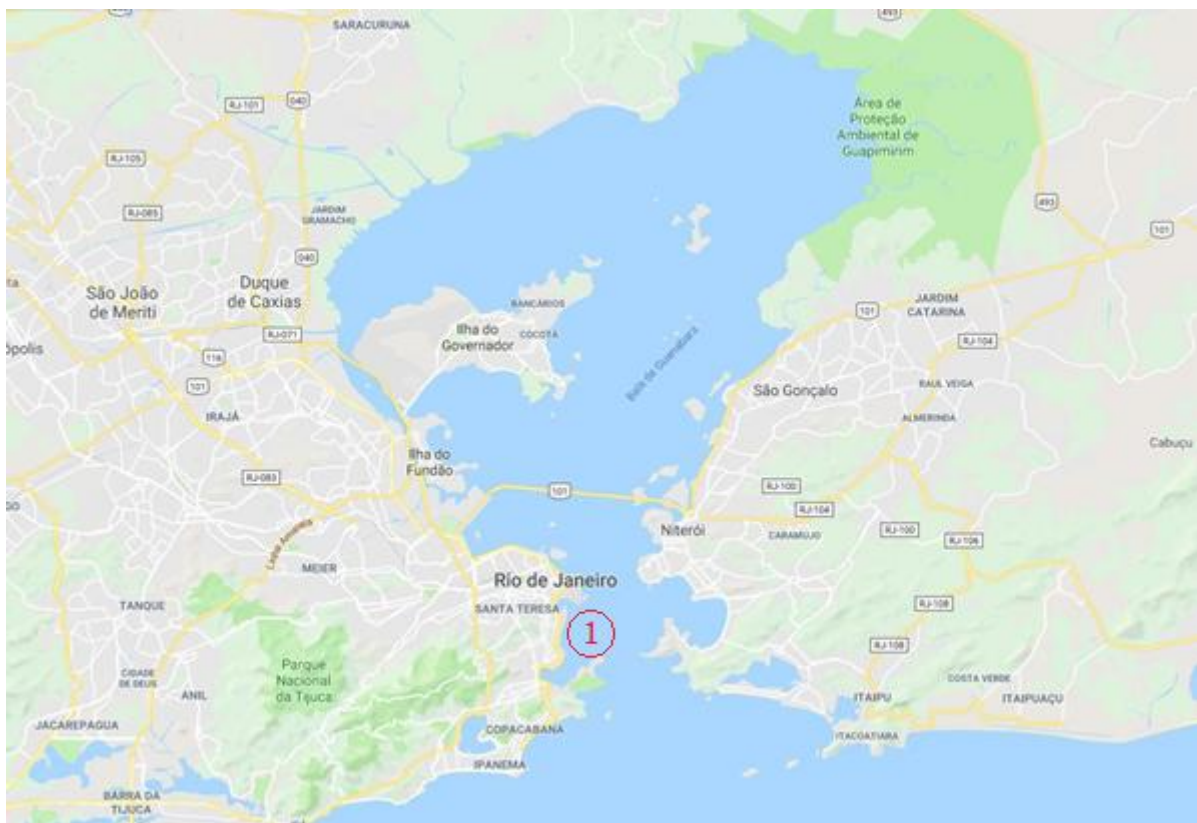 SARACURUNA
493
493
RJ-101
040
Área de
Proteção
Ambiental de
Guapimirim
RJ-105
RJ-085
JARDIM
GRAMACHO
493
101
040
São João
de Meriti
Duque
de Caxias
BANCÁRIOS
JARDIM
CATARINA
101
Ilha do
Governador
COCOTÁ
RJ-071
RJ-104
116
101
Baía de Guanabara
São Gonçalo
RAUL VEIGA
IRAJÁ
ALMERINDA
Cabuçu
Ilha do
Fundão
RJ-083
101
RJ-100
RJ-104
Niterói
CARAMUJO
RJ-100
RJ-106
Linha Amarela
MEIER
Rio de Janeiro
TANQUE
SANTA TERESA
RJ-108
1
RJ-108
Parque
Nacional
da Tijuca
CIDADE
DE DEUS
ANIL
COSTA VERDE
ITAIPU
ITAIPUAÇU
JACAREPAGUA
COPACABANA
ITACOATIARA
IPANEMA
BARRA DA
TIJUCA